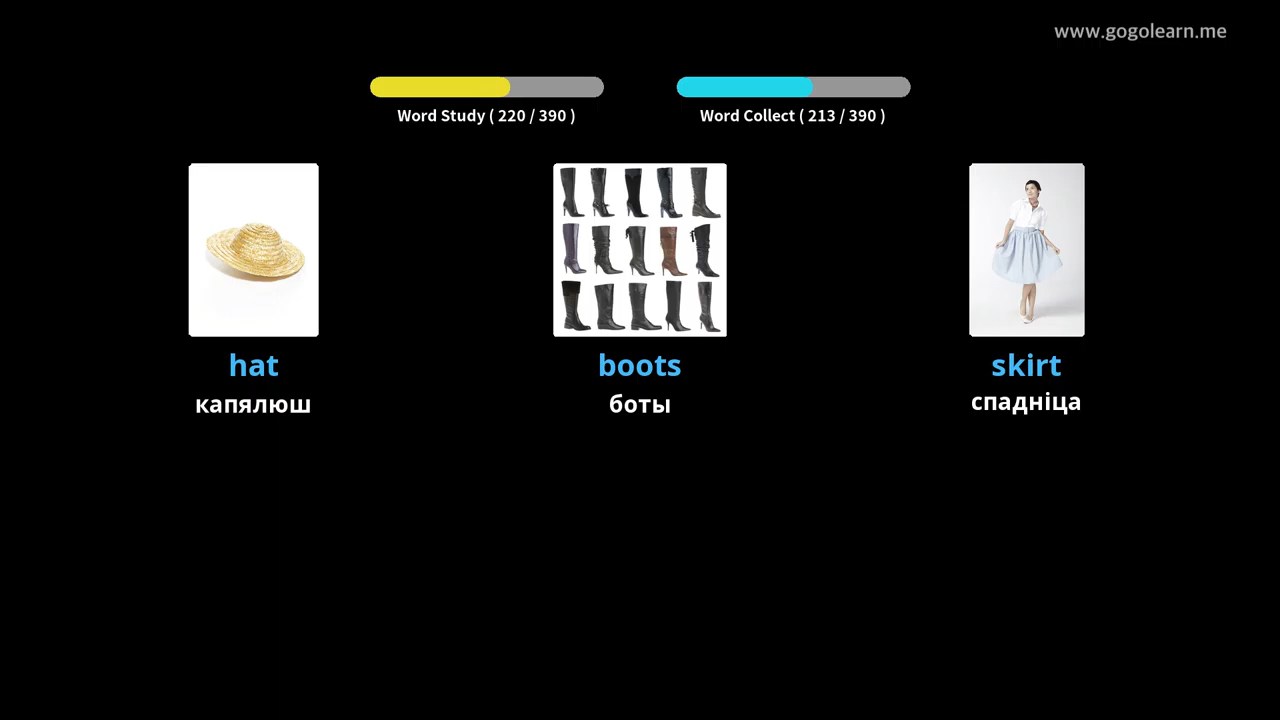 www.gogolearn.me
Word Study ( 220 / 390 )
Word Collect ( 213 / 390 )
hat
boots
skirt
капялюш
боты
спадніца